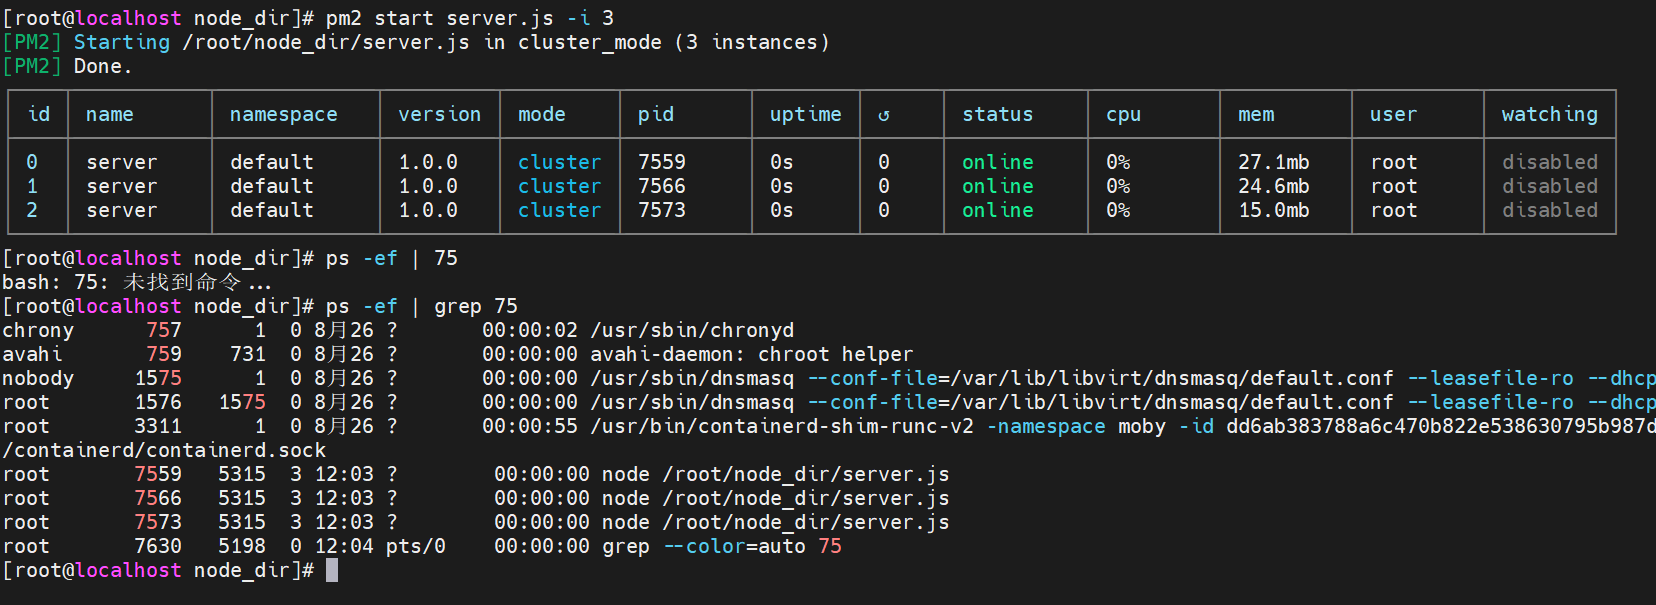 [root@localhost node_dir]# pm2 start server.js -i 3
[PM2] Starting /root/node_dir/server.js in cluster_mode (3 instances)
[PM2] Done.
id name namespace version mode pid uptime ↺ status cpu mem user watching
0 server default 1.0.0 cluster 7559 0s 0 online 0% 27.1mb root disabled
1 server default 1.0.0 cluster 7566 0s 0 online 0% 24.6mb root disabled
2 server default 1.0.0 cluster 7573 0s 0 online 0% 15.0mb root disabled
[root@localhost node_dir]# ps -ef | 75
bash: 75: 未找到命令...
[root@localhost node_dir]# ps -ef | grep 75
chrony 757 1 0 8月26 ? 00:00:02 /usr/sbin/chronyd
avahi 759 731 0 8月26 ? 00:00:00 avahi-daemon: chroot helper
nobody 1575 1 0 8月26 ? 00:00:00 /usr/sbin/dnsmasq --conf-file=/var/lib/libvirt/dnsmasq/default.conf --leasefile-ro --dhcp
root 1576 1575 0 8月26 ? 00:00:00 /usr/sbin/dnsmasq --conf-file=/var/lib/libvirt/dnsmasq/default.conf --leasefile-ro --dhcp
root 3311 1 0 8月26 ? 00:00:55 /usr/bin/containerd-shim-runc-v2 -namespace moby -id dd6ab383788a6c470b822e538630795b987d
/containerd/containerd.sock
root 7559 5315 3 12:03 ? 00:00:00 node /root/node_dir/server.js
root 7566 5315 3 12:03 ? 00:00:00 node /root/node_dir/server.js
root 7573 5315 3 12:03 ? 00:00:00 node /root/node_dir/server.js
root 7630 5198 0 12:04 pts/0 00:00:00 grep --color=auto 75
[root@localhost node_dir]#